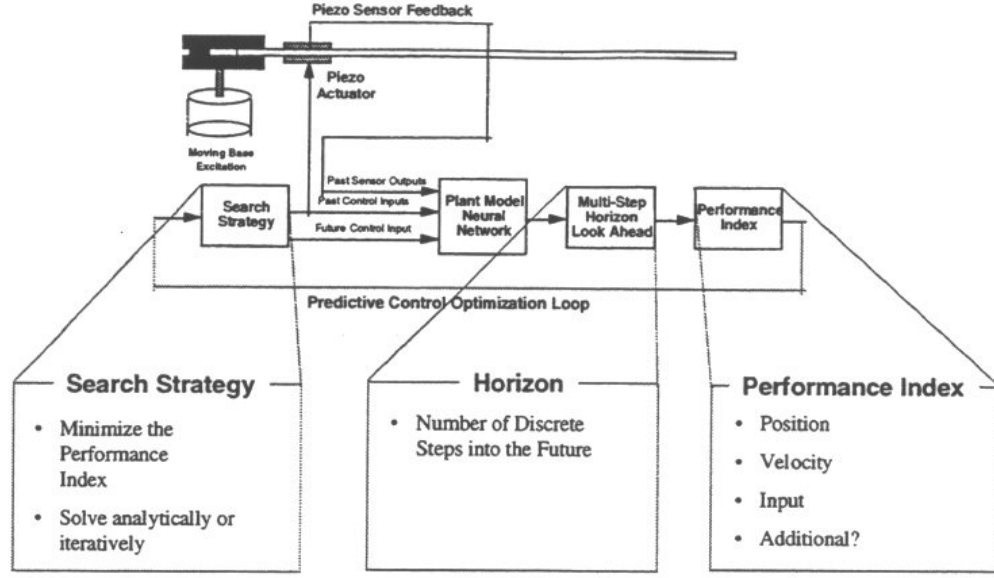 Piezo Sensor Feedback
Piezo
Actuator
Moving Base
Excitation
Past Sensor Outputs
Past Control Inputs
Future Control Input
Search
Strategy
Plant Model
Neural
Network
Multi-Step
Horizon
Look Ahead
Performance
Index
Predictive Control Optimization Loop
Search Strategy
• Minimize the
Performance
Index
• Solve analytically or
iteratively
Horizon
• Number of Discrete
Steps into the Future
Performance Index
• Position
• Velocity
• Input
• Additional?